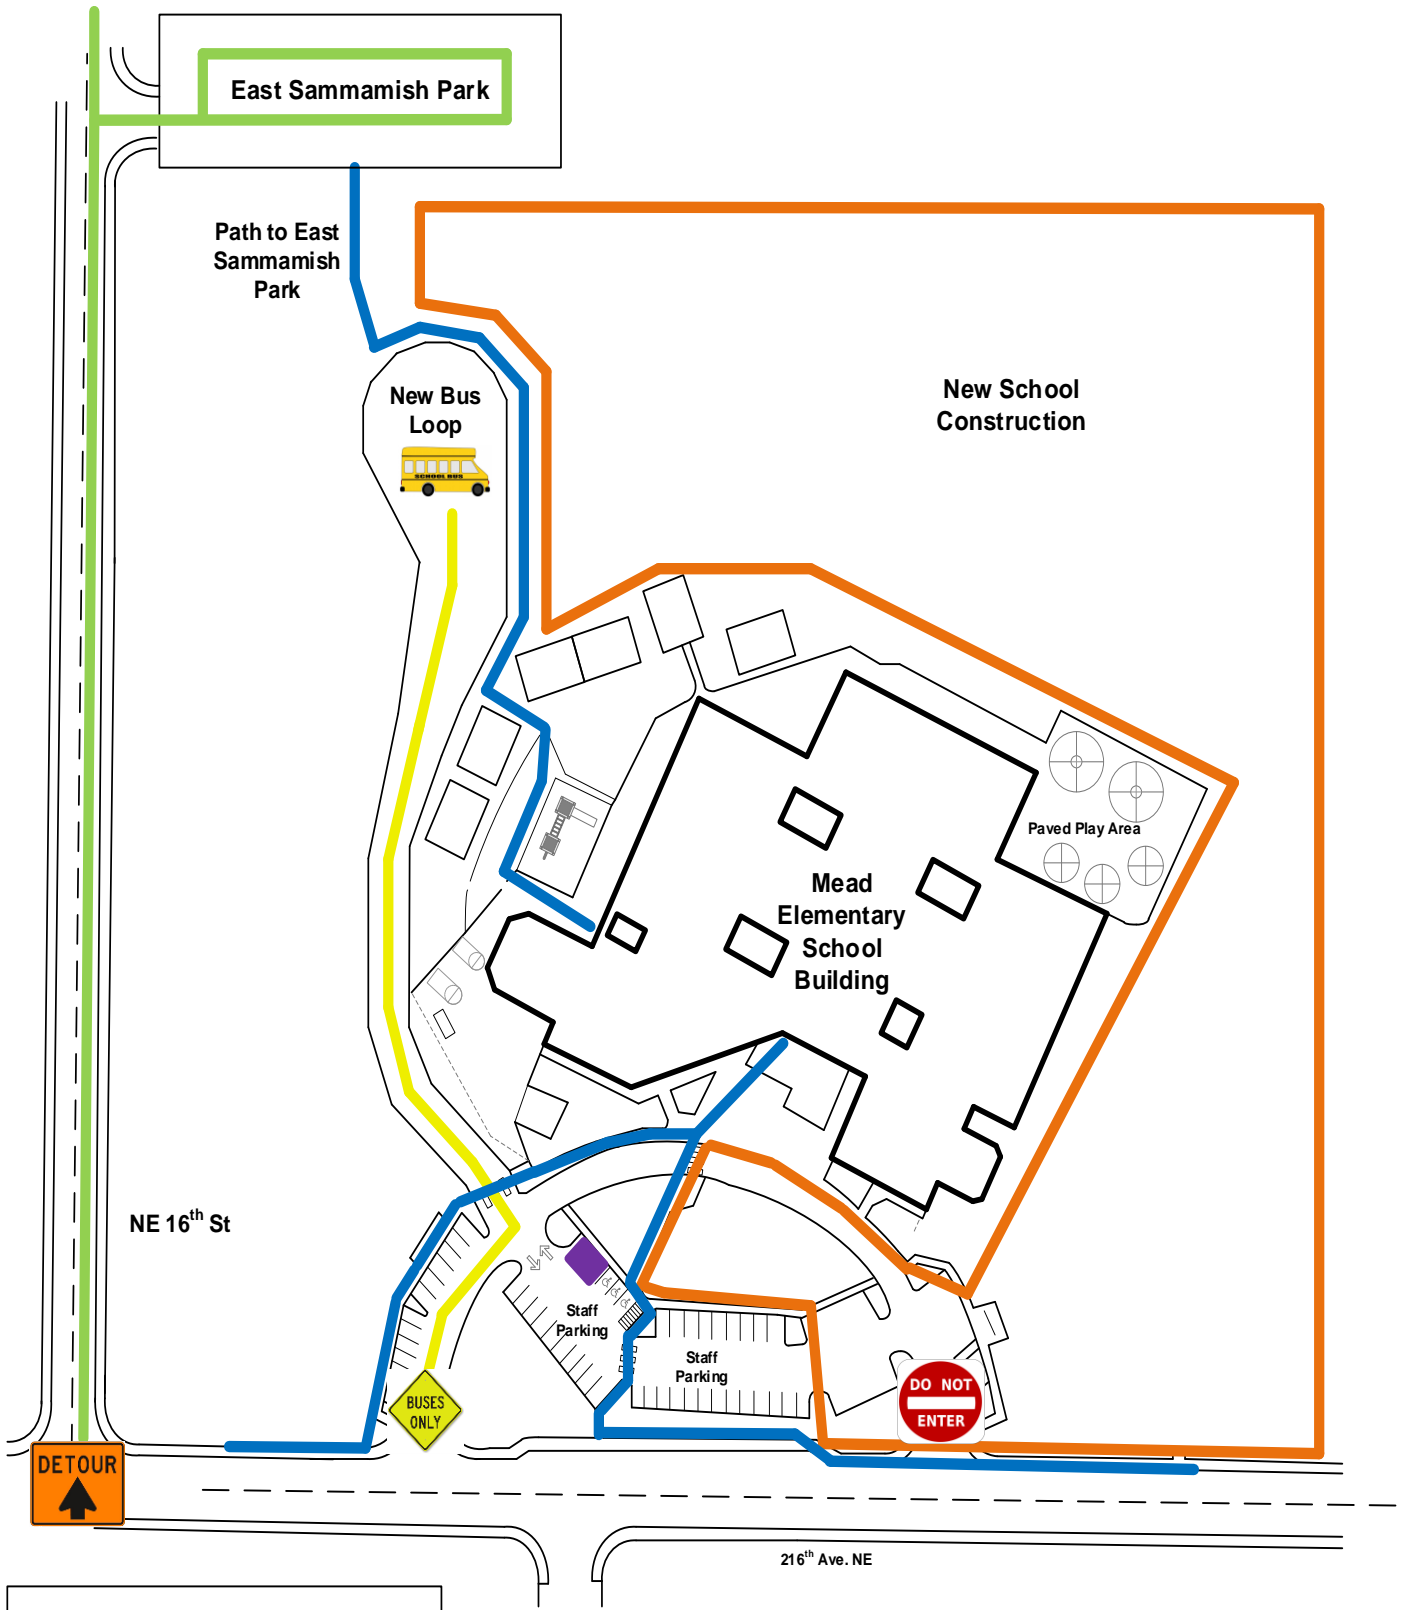 East Sammamish Park
Path to East
Sammamish
Park
New Bus
Loop
SCHOOL BUS
New School
Construction
Paved Play Area
Mead
Elementary
School
Building
NE 16th St
Staff
Parking
Staff
Parking
BUSES
ONLY
DO NOT
ENTER
DETOUR
216th Ave. NE